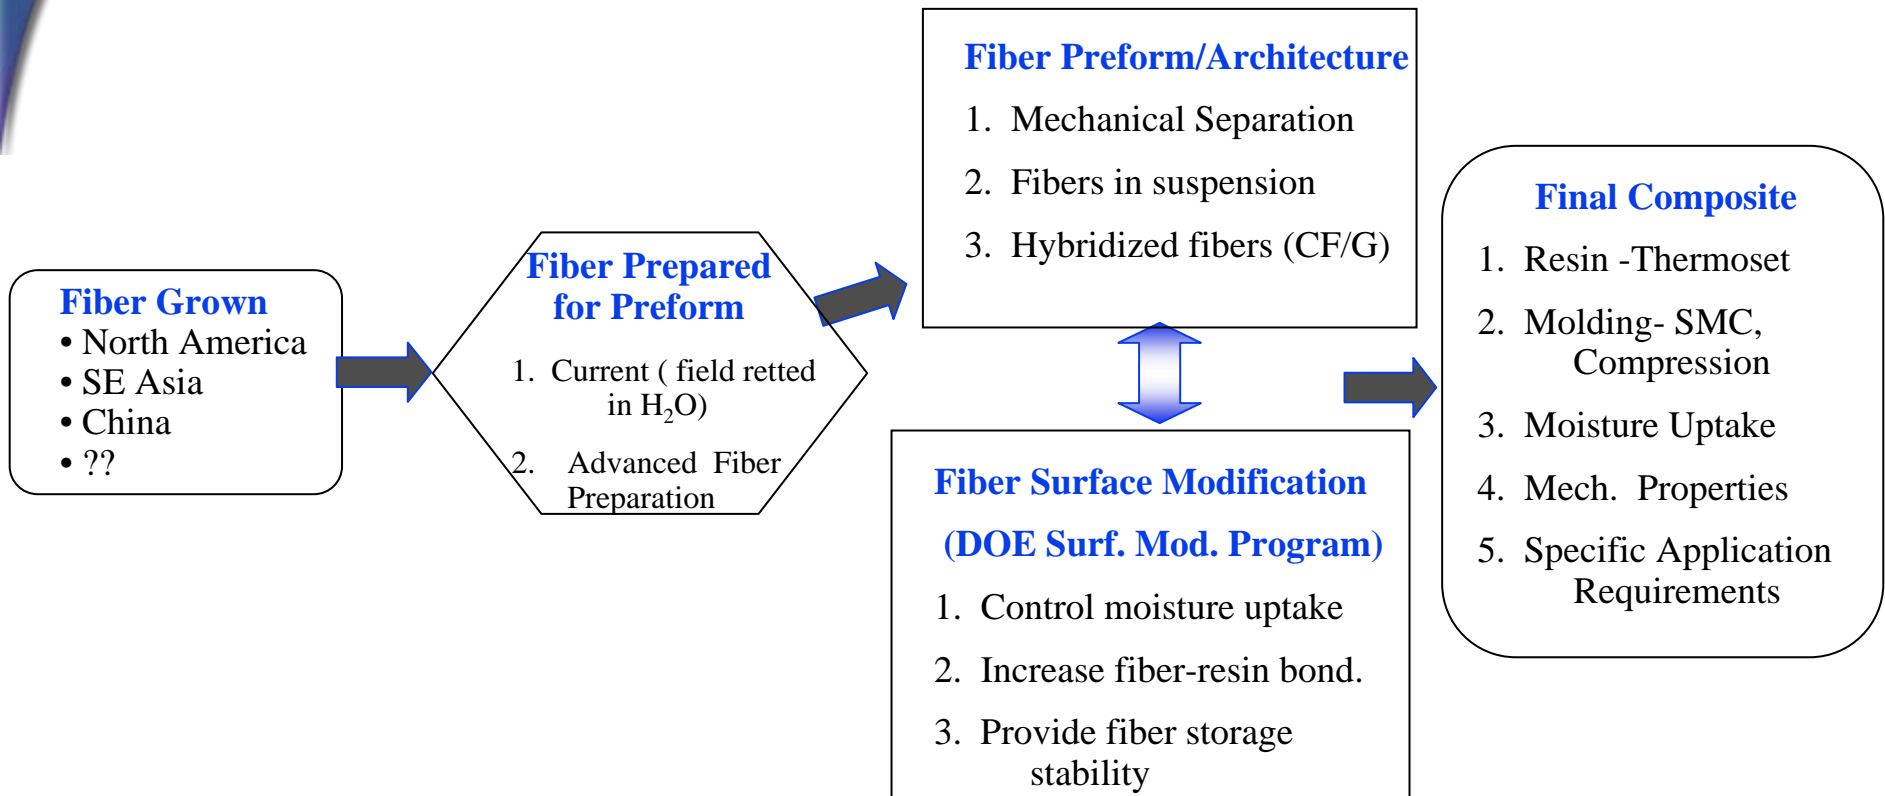 Fiber Grown
• North America
• SE Asia
• China
• ??
Fiber Prepared
for Preform
1. Current ( field retted
in H₂O)
2. Advanced Fiber
Preparation
Fiber Preform/Architecture
1. Mechanical Separation
2. Fibers in suspension
3. Hybridized fibers (CF/G)
Fiber Surface Modification
(DOE Surf. Mod. Program)
1. Control moisture uptake
2. Increase fiber-resin bond.
3. Provide fiber storage
stability
Final Composite
1. Resin -Thermoset
2. Molding- SMC,
Compression
3. Moisture Uptake
4. Mech. Properties
5. Specific Application
Requirements